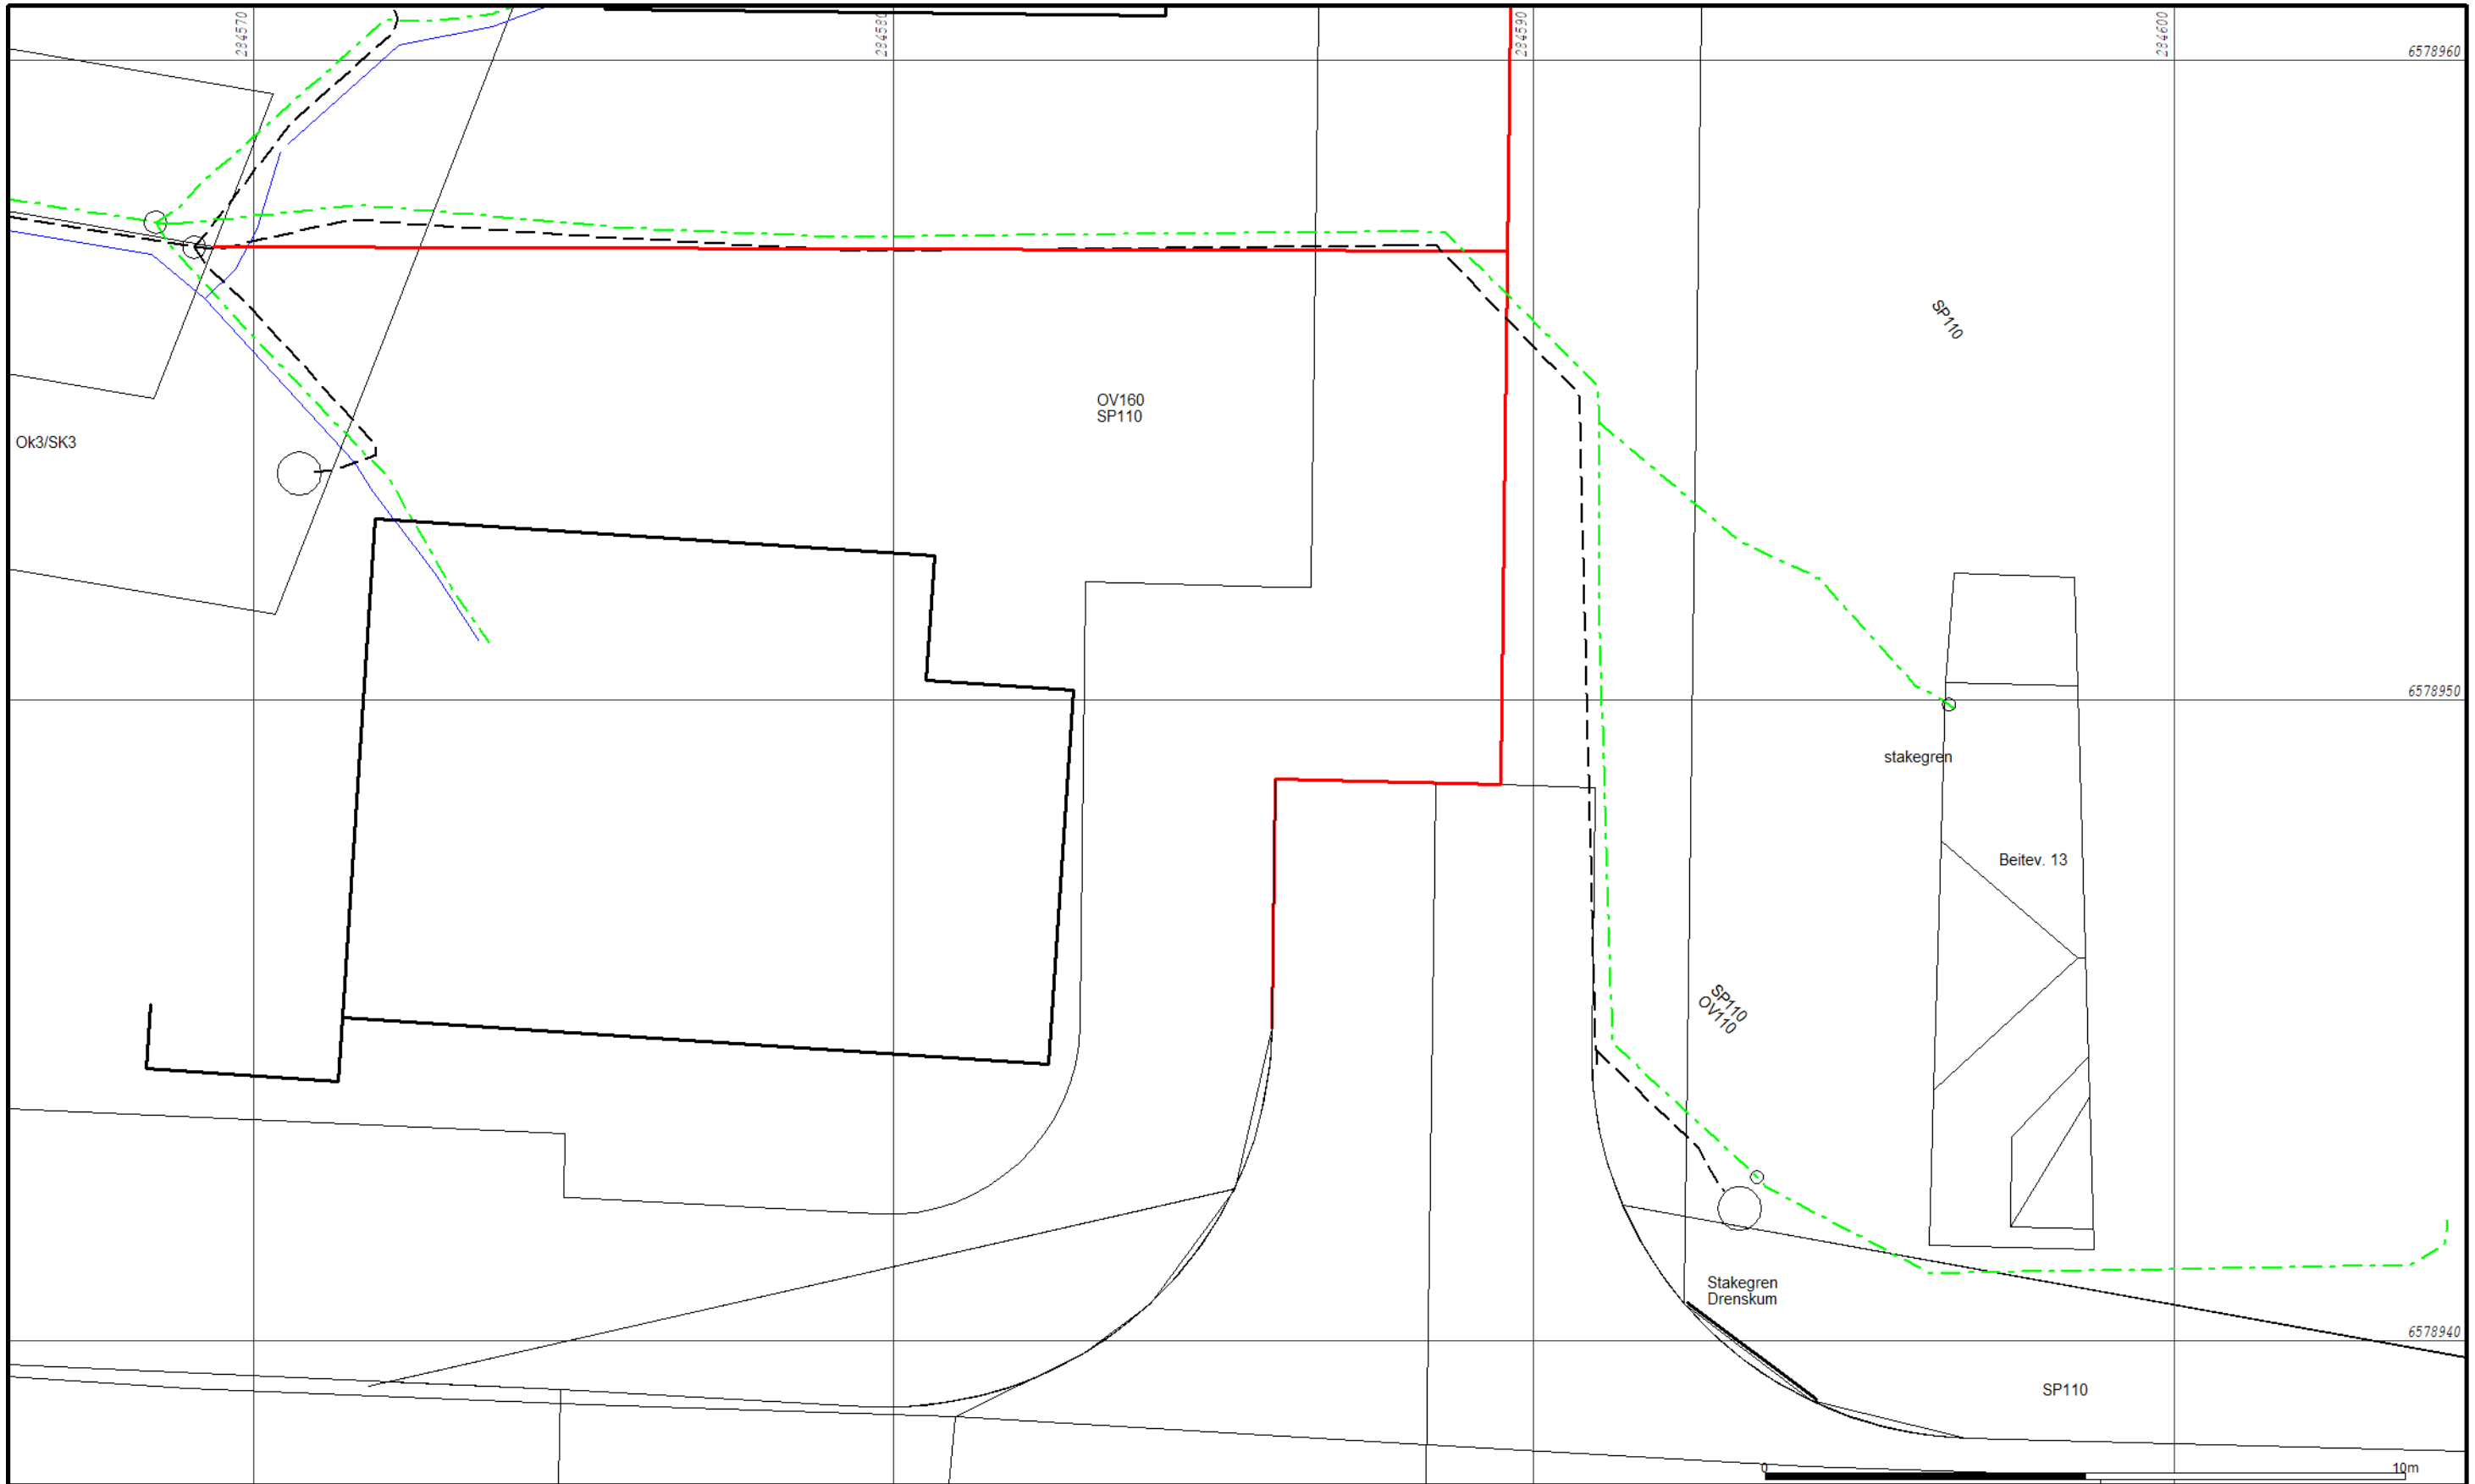 284570
284580
284590
284600
6578960
SP110
OV160
SP110
Ok3/SK3
6578950
stakegren
Beitev. 13
SP110
OV110
Stakegren
Drenskum
6578940
SP110
0
10m